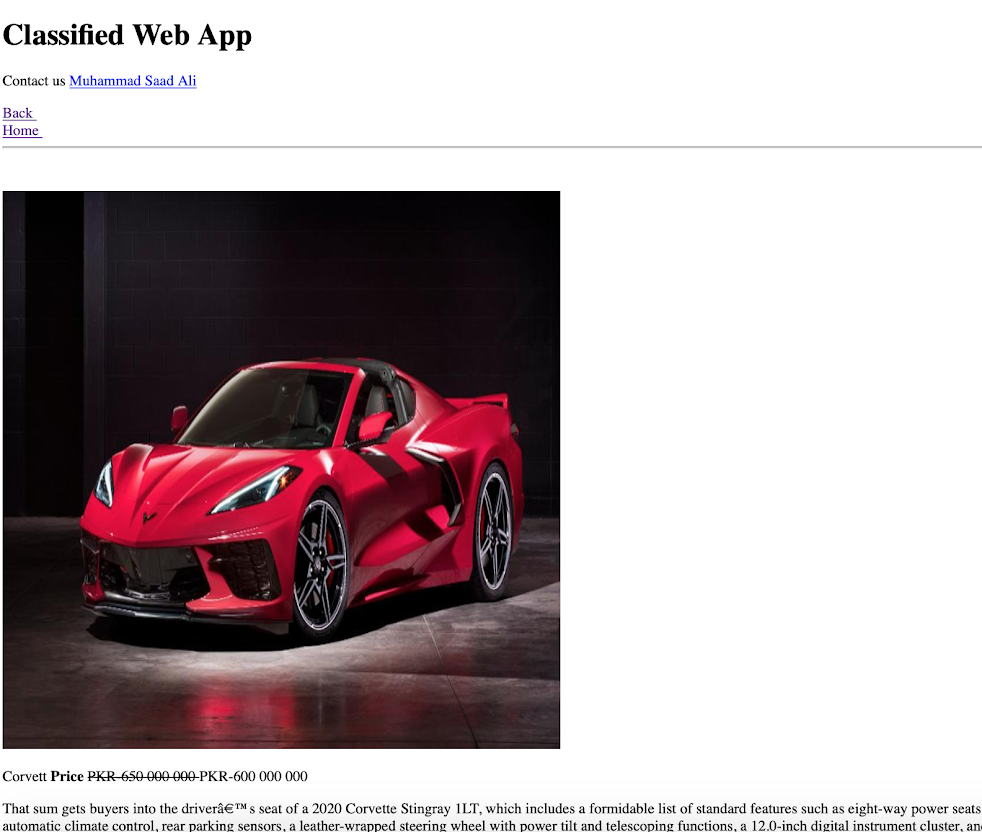 Classified Web App
Contact us Muhammad Saad Ali
Back
Home
Corvett Price PKR-650 000 000-PKR-600 000 000
That sum gets buyers into the driverâ€™s seat of a 2020 Corvette Stingray 1LT, which includes a formidable list of standard features such as eight-way power seats
automatic climate control, rear parking sensors, a leather-wrapped steering wheel with power tilt and telescoping functions, a 12.0-inch digital instrument cluster, an